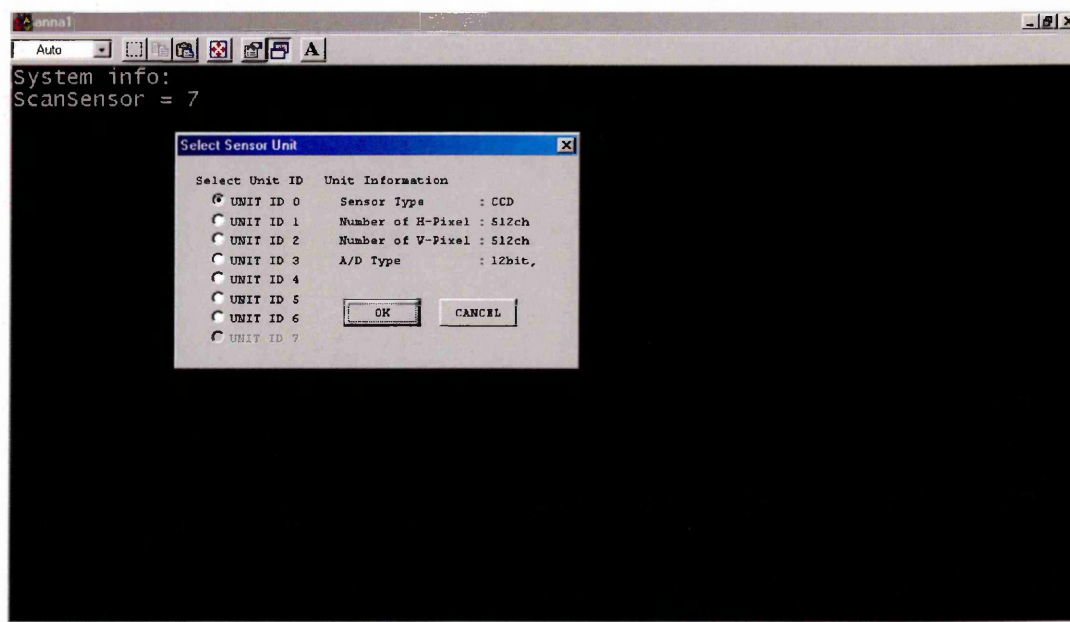 anna1
Auto
A
System info:
ScanSensor = 7
Select Sensor Unit
Select Unit ID Unit Information
UNIT ID 0 Sensor Type : CCD
UNIT ID 1 Number of H-Pixel : 512ch
UNIT ID 2 Number of V-Pixel : 512ch
UNIT ID 3 A/D Type : 12bit,
UNIT ID 4
UNIT ID 5
UNIT ID 6
UNIT ID 7
OK CANCEL